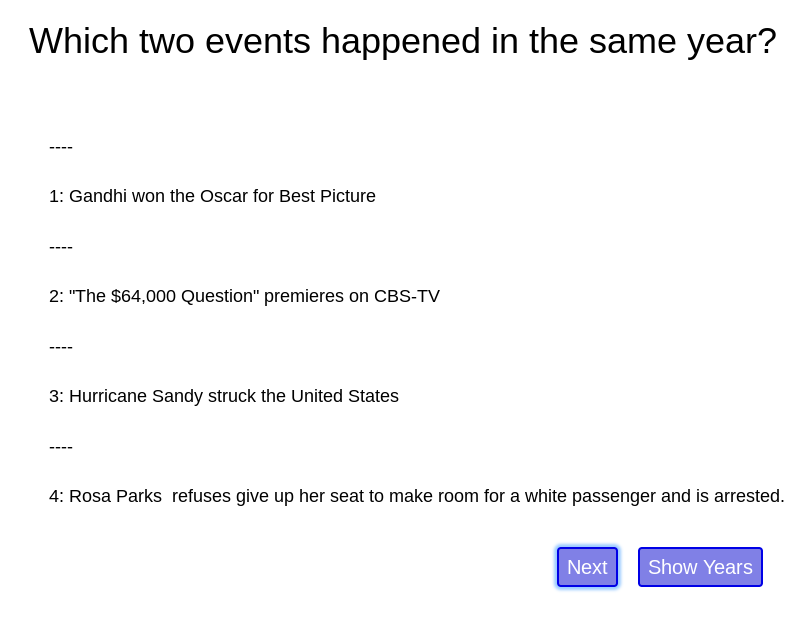 Which two events happened in the same year?
----
1: Gandhi won the Oscar for Best Picture
----
2: "The $64,000 Question" premieres on CBS-TV
----
3: Hurricane Sandy struck the United States
----
4: Rosa Parks  refuses give up her seat to make room for a white passenger and is arrested.
Next Show Years